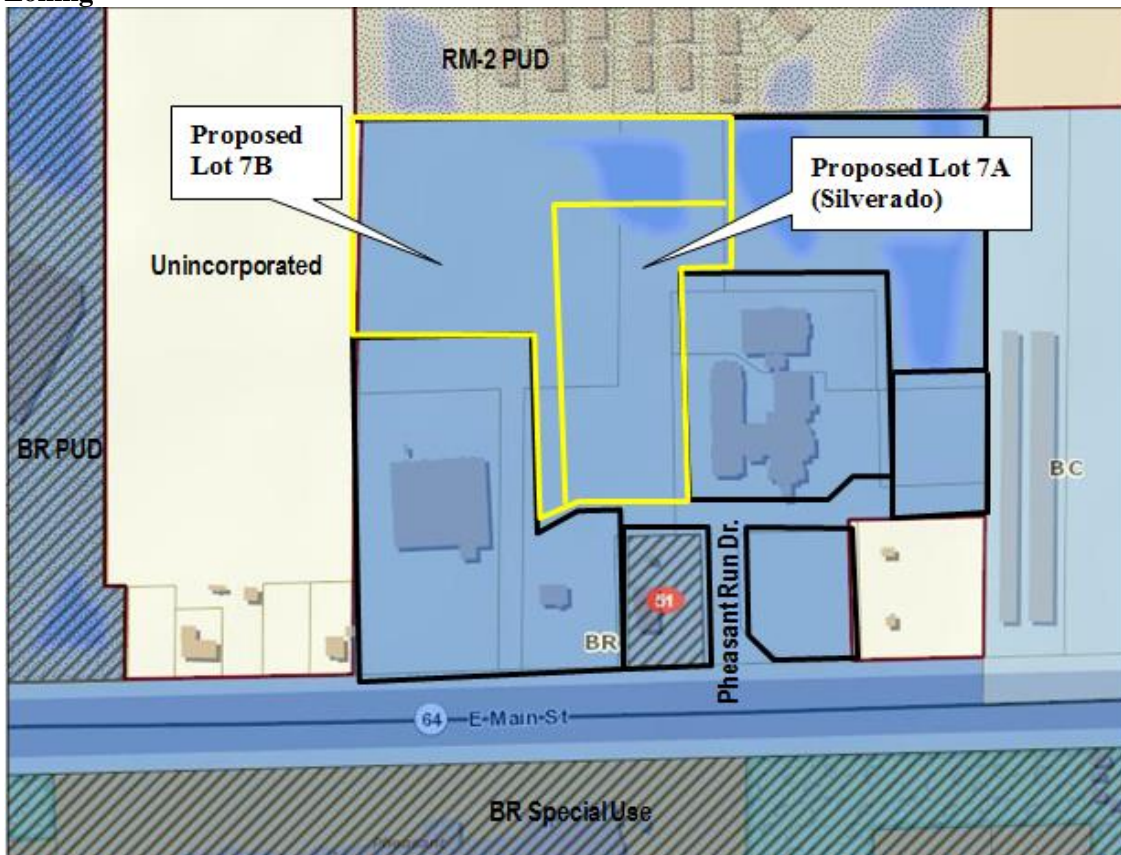 Zoning
RM-2 PUD
Proposed
Lot 7B
Proposed Lot 7A
(Silverado)
Unincorporated
BR PUD
BC
Pheasant Run Dr.
51
BR
64 E-Main-St
BR Special Use
Pheasant